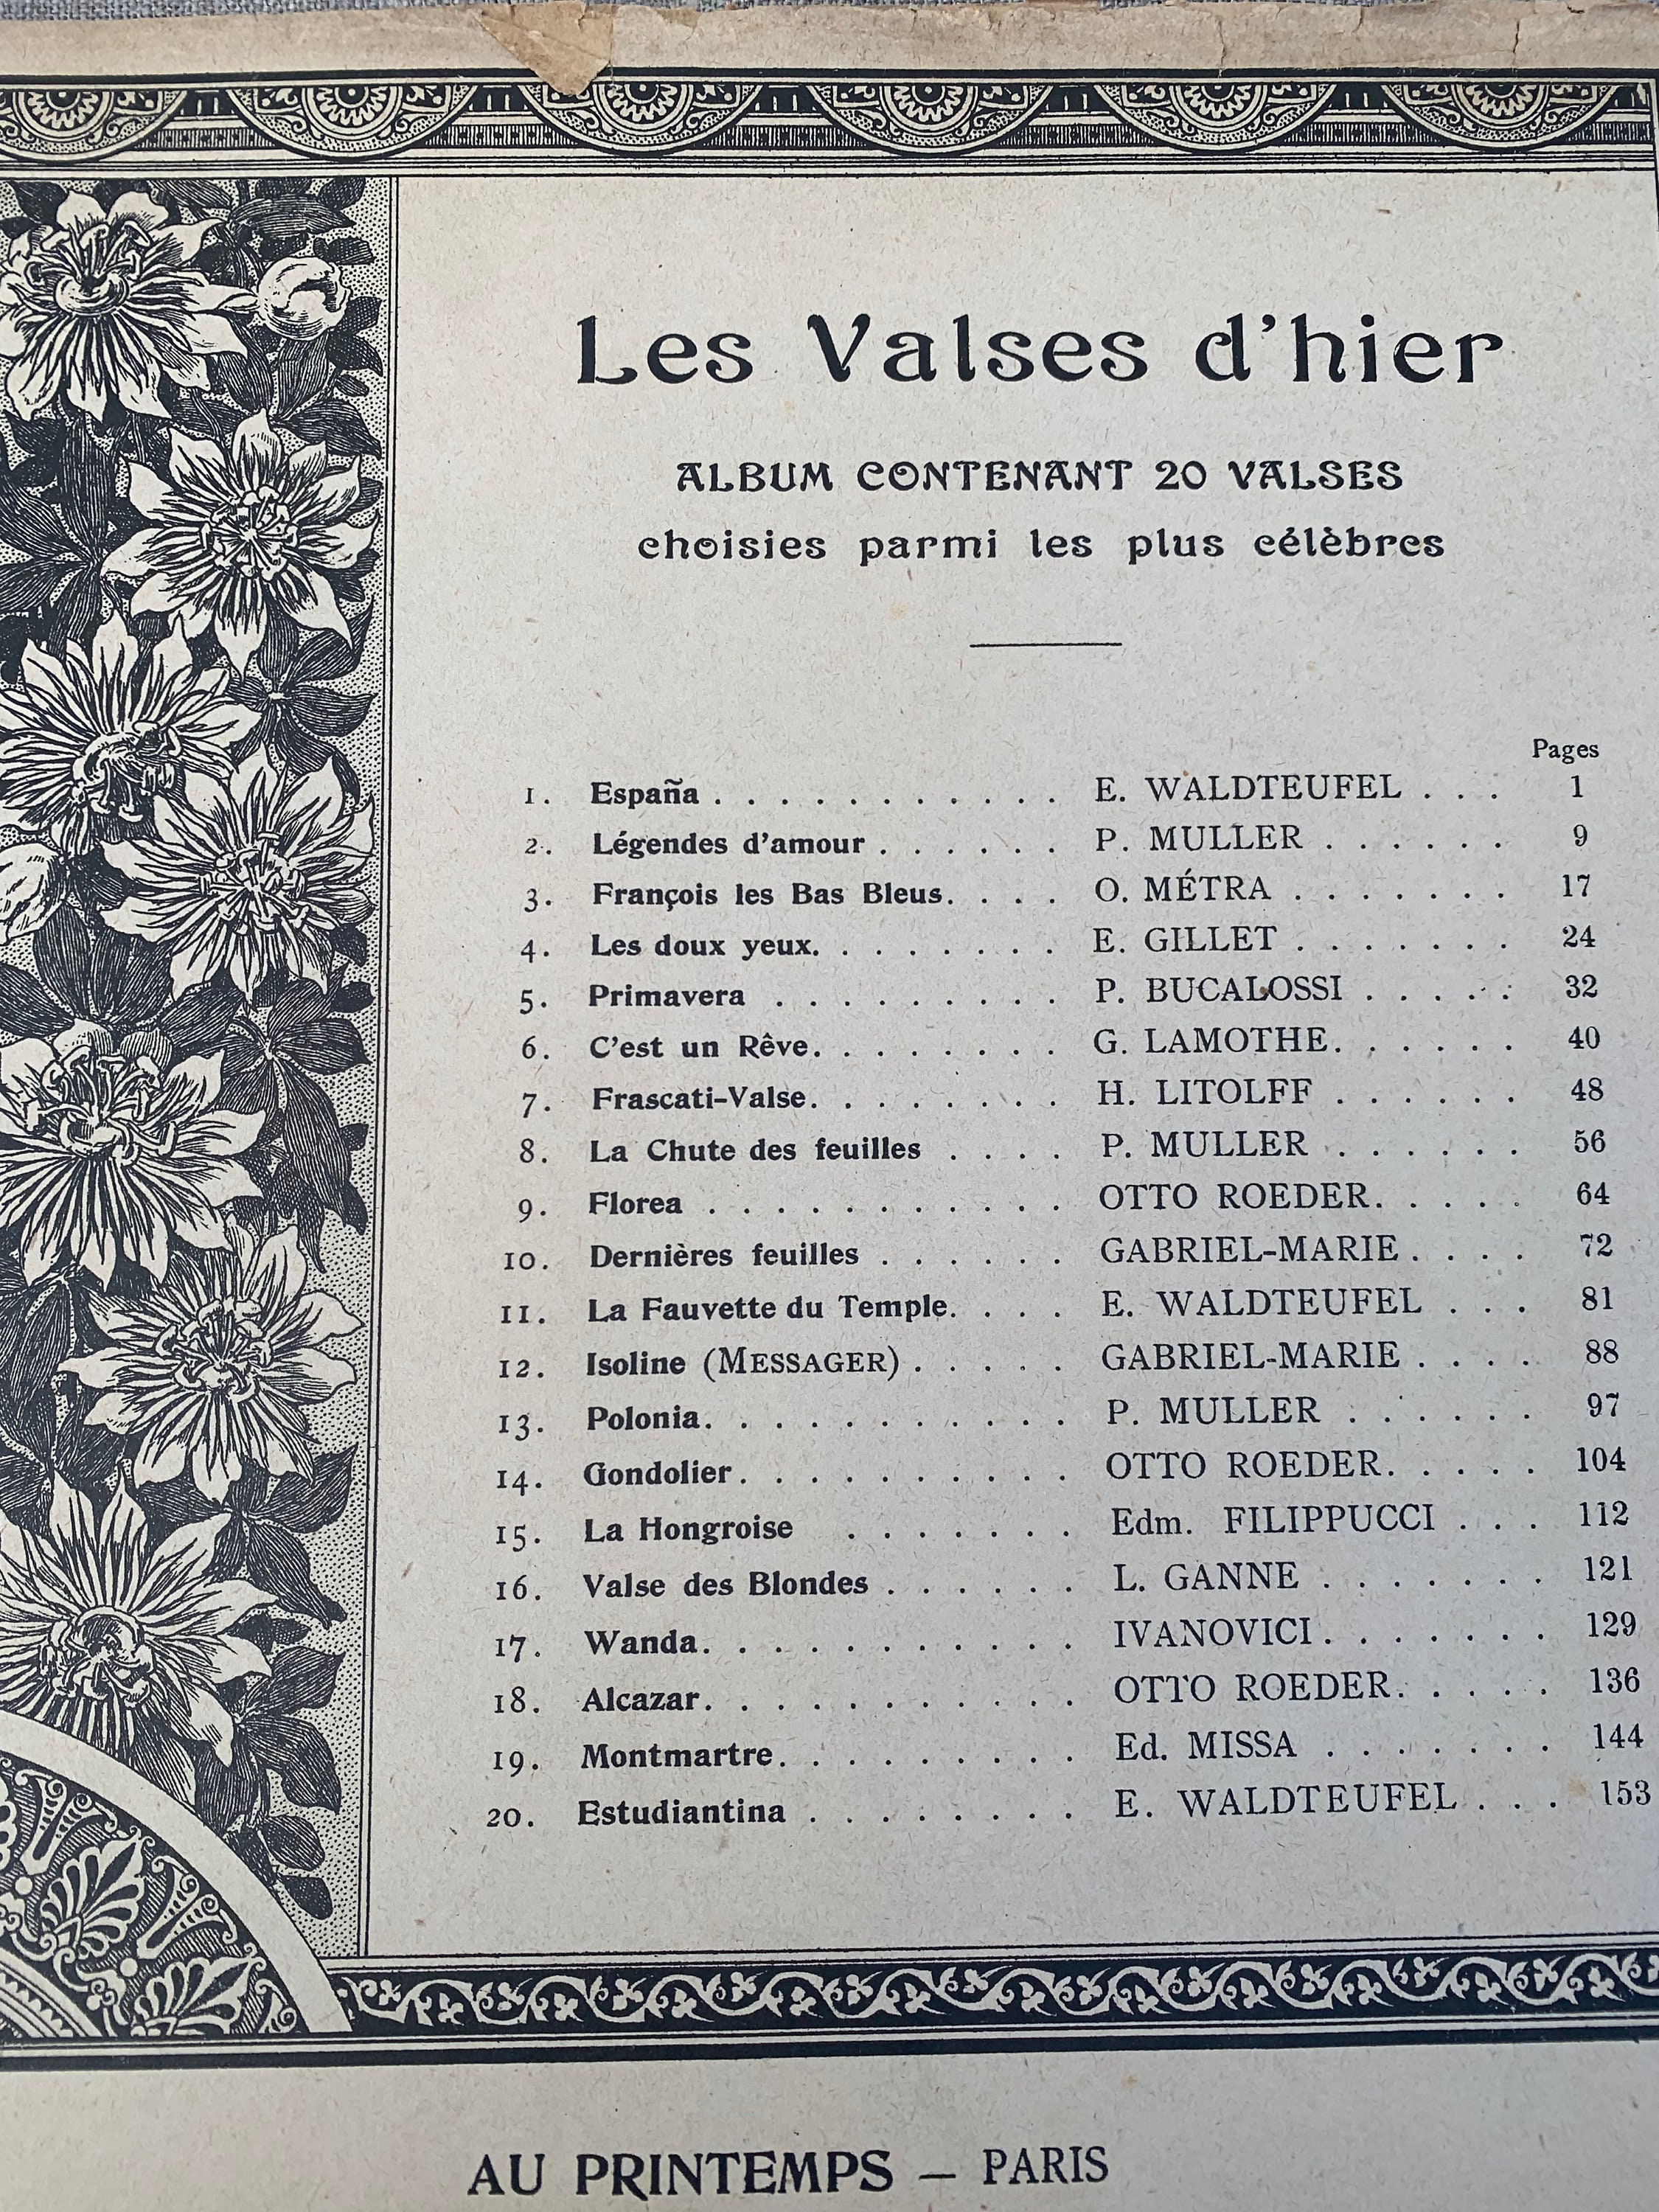 Les Valses d'hier
ALBUM CONTENANT 20 VALSES
choisies parmi les plus célèbres
Pages
1. España . . . . . . . . . . . . E. WALDTEUFEL . . . 1
2. Légendes d'amour . . . . . . P. MULLER . . . . . . 9
3. François les Bas Bleus. . . . O. MÉTRA . . . . . . . 17
4. Les doux yeux. . . . . . . . E. GILLET . . . . . . . 24
5. Primavera . . . . . . . . . . P. BUCALOSSI . . . . . 32
6. C'est un Rêve. . . . . . . . G. LAMOTHE. . . . . . 40
7. Frascati-Valse. . . . . . . . H. LITOLFF . . . . . . 48
8. La Chute des feuilles . . . . P. MULLER . . . . . . 56
9. Florea . . . . . . . . . . . OTTO ROEDER. . . . . 64
10. Dernières feuilles . . . . . . GABRIEL-MARIE . . . . 72
11. La Fauvette du Temple. . . . E. WALDTEUFEL . . . 81
12. Isoline (MESSAGER) . . . . . GABRIEL-MARIE . . . . 88
13. Polonia. . . . . . . . . . . P. MULLER . . . . . . 97
14. Gondolier. . . . . . . . . . OTTO ROEDER. . . . . 104
15. La Hongroise . . . . . . . Edm. FILIPPUCCI . . . 112
16. Valse des Blondes . . . . . . L. GANNE . . . . . . . 121
17. Wanda. . . . . . . . . . . IVANOVICI. . . . . . . 129
18. Alcazar. . . . . . . . . . . OTTO ROEDER. . . . . 136
19. Montmartre. . . . . . . . . Ed. MISSA . . . . . . . 144
20. Estudiantina . . . . . . . . E. WALDTEUFEL . . . 153
AU PRINTEMPS — PARIS